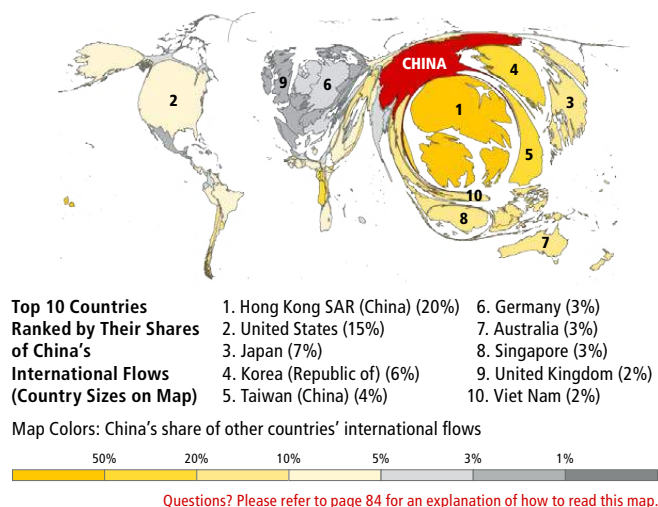 CHINA
9
6
4
2
1
3
5
10
8
7
Top 10 Countries
Ranked by Their Shares
of China's
International Flows
(Country Sizes on Map)
1. Hong Kong SAR (China) (20%)
2. United States (15%)
3. Japan (7%)
4. Korea (Republic of) (6%)
5. Taiwan (China) (4%)
6. Germany (3%)
7. Australia (3%)
8. Singapore (3%)
9. United Kingdom (2%)
10. Viet Nam (2%)
Map Colors: China's share of other countries' international flows
50% 20% 10% 5% 3% 1%
Questions? Please refer to page 84 for an explanation of how to read this map.